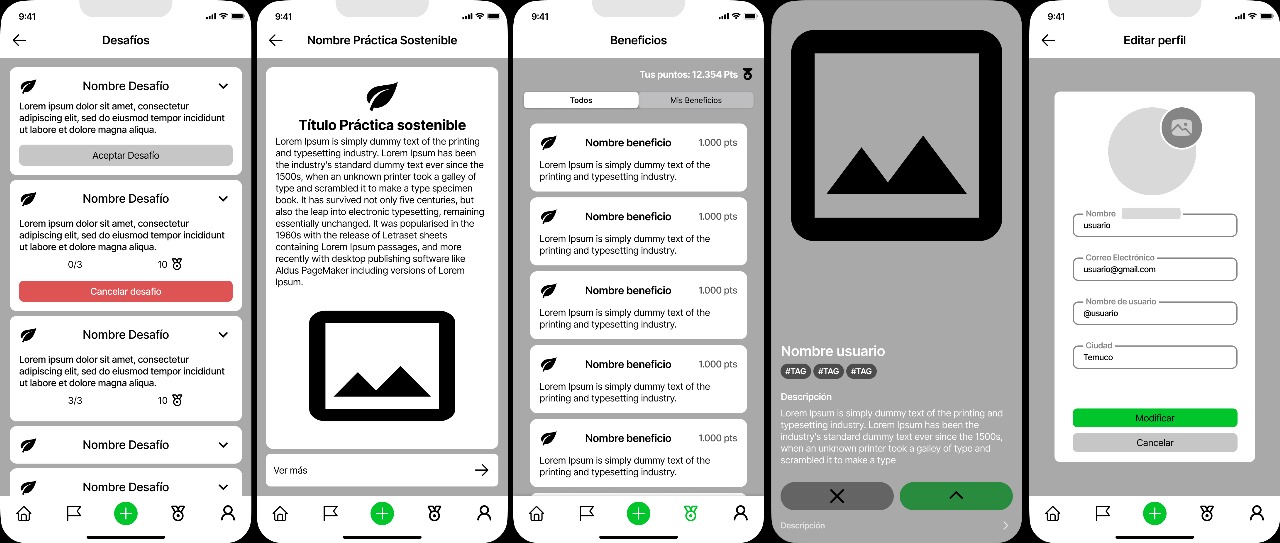 9:41
Desafíos
Nombre Desafío
Lorem ipsum dolor sit amet, consectetur
adipiscing elit, sed do eiusmod tempor incididunt
ut labore et dolore magna aliqua.
Aceptar Desafío
Nombre Desafío
Lorem ipsum dolor sit amet, consectetur
adipiscing elit, sed do eiusmod tempor incididunt
ut labore et dolore magna aliqua.
0/3 10
Cancelar desafío
Nombre Desafío
Lorem ipsum dolor sit amet, consectetur
adipiscing elit, sed do eiusmod tempor incididunt
ut labore et dolore magna aliqua.
3/3 10
Nombre Desafío
Nombre Desafío
9:41
Nombre Práctica Sostenible
Título Práctica sostenible
Lorem Ipsum is simply dummy text of the printing
and typesetting industry. Lorem Ipsum has been
the industry's standard dummy text ever since the
1500s, when an unknown printer took a galley of
type and scrambled it to make a type specimen
book. It has survived not only five centuries, but
also the leap into electronic typesetting, remaining
essentially unchanged. It was popularised in the
1960s with the release of Letraset sheets
containing Lorem Ipsum passages, and more
recently with desktop publishing software like
Aldus PageMaker including versions of Lorem
Ipsum.
Ver más
9:41
Beneficios
Tus puntos: 12.354 Pts
Todos Mis Beneficios
Nombre beneficio 1.000 pts
Lorem Ipsum is simply dummy text of the
printing and typesetting industry.
Nombre beneficio 1.000 pts
Lorem Ipsum is simply dummy text of the
printing and typesetting industry.
Nombre beneficio 1.000 pts
Lorem Ipsum is simply dummy text of the
printing and typesetting industry.
Nombre beneficio 1.000 pts
Lorem Ipsum is simply dummy text of the
printing and typesetting industry.
Nombre beneficio 1.000 pts
Lorem Ipsum is simply dummy text of the
printing and typesetting industry.
Nombre usuario
#TAG #TAG #TAG
Descripción
Lorem Ipsum is simply dummy text of the printing and
typesetting industry. Lorem Ipsum has been the
industry's standard dummy text ever since the 1500s,
when an unknown printer took a galley of type and
scrambled it to make a type
Descripción
9:41
Editar perfil
Nombre
usuario
Correo Electrónico
usuario@gmail.com
Nombre de usuario
@usuario
Ciudad
Temuco
Modificar
Cancelar